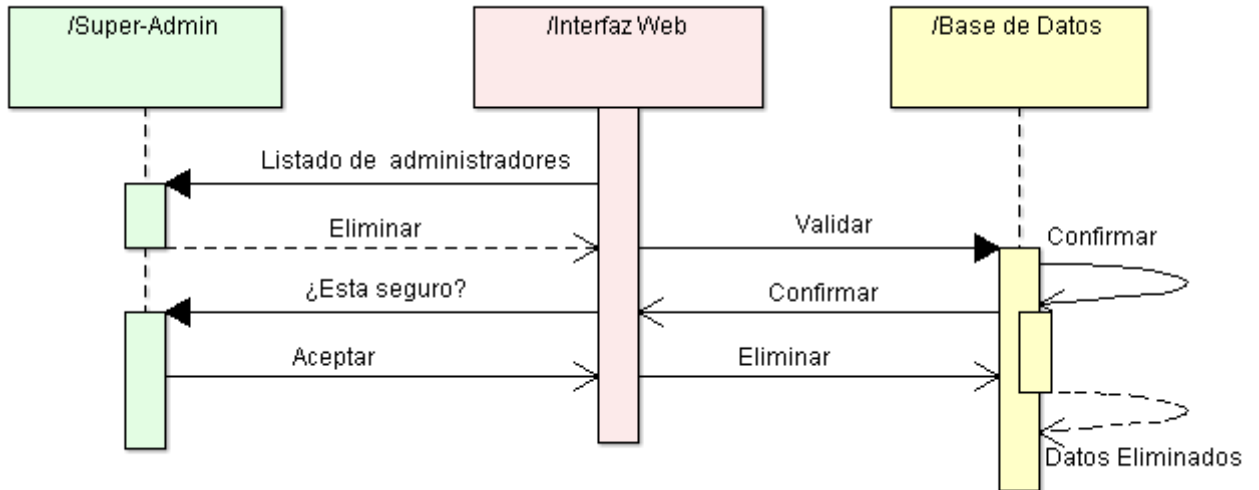 /Super-Admin
/Interfaz Web
/Base de Datos
Listado de administradores
Eliminar
Validar
Confirmar
¿Esta seguro?
Confirmar
Aceptar
Eliminar
Datos Eliminados